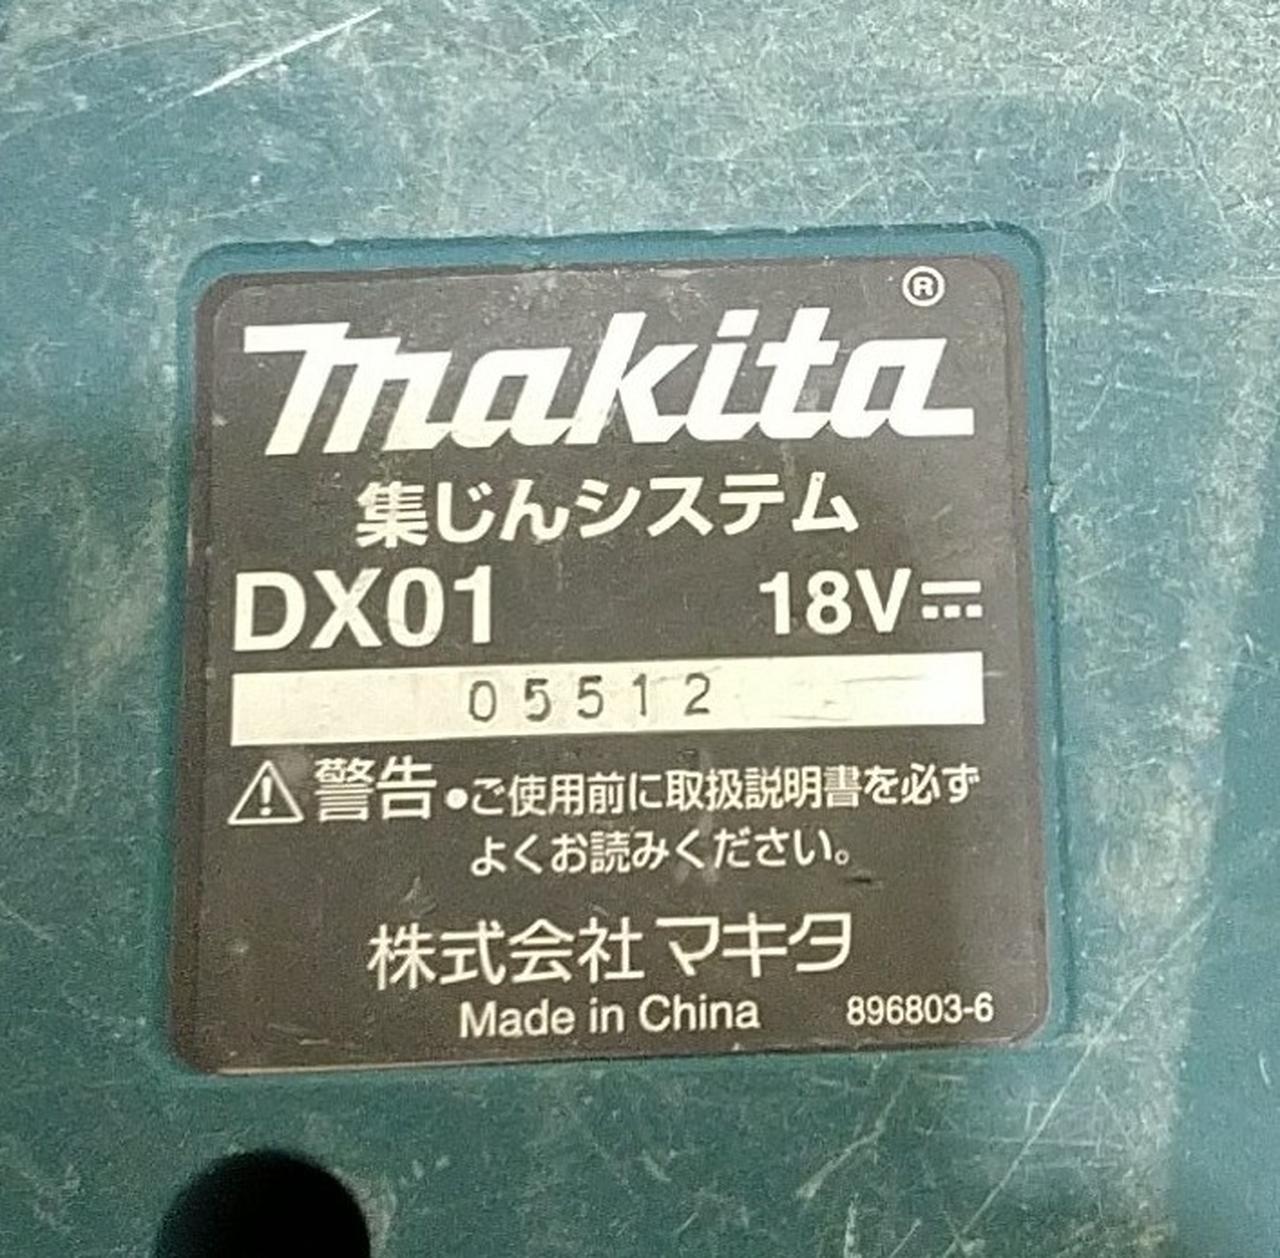 makita®
集じんシステム
DX01 18V⎓
05512
⚠警告・ご使用前に取扱説明書を必ず
よくお読みください。
株式会社マキタ
Made in China 896803-6